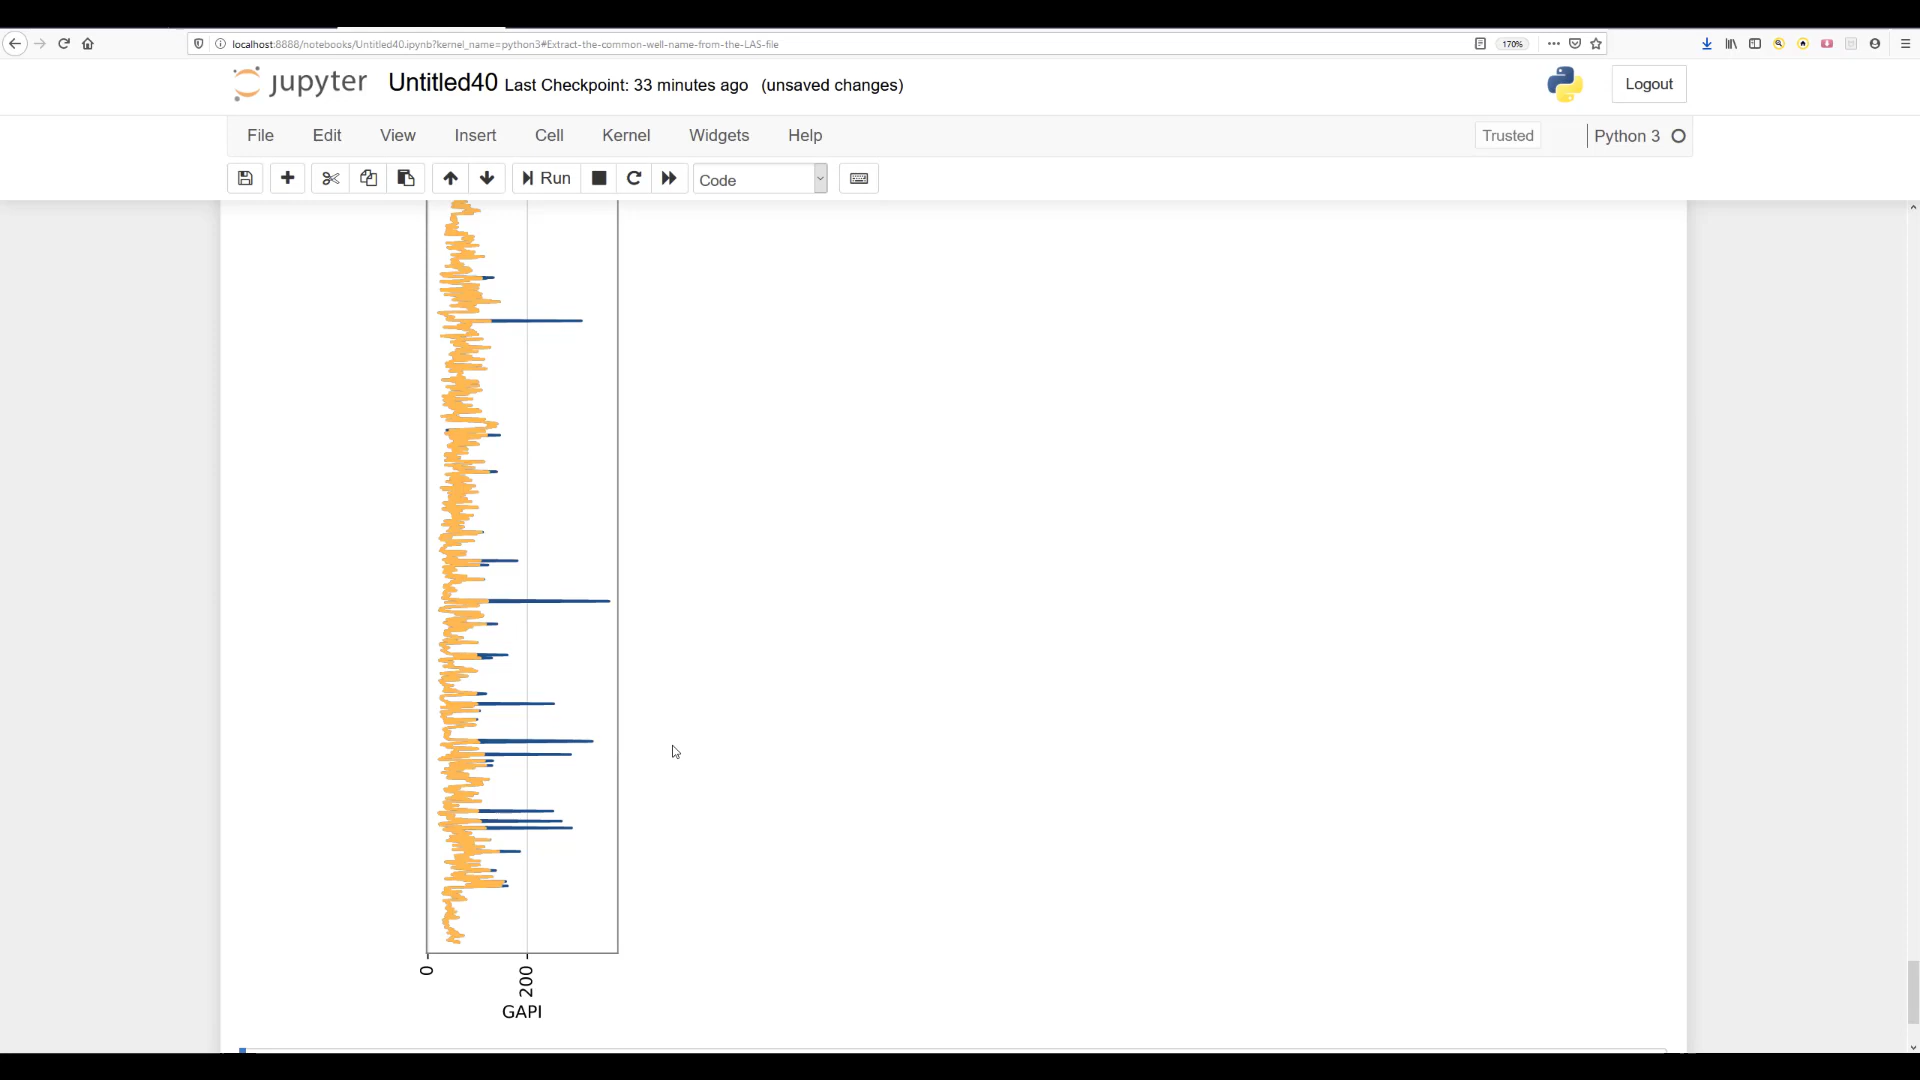 localhost:8888/notebooks/Untitled40.ipynb?kernel_name=python3#Extract-the-common-well-name-from-the-LAS-file
170%
jupyter Untitled40 Last Checkpoint: 33 minutes ago (unsaved changes)
Logout
File Edit View Insert Cell Kernel Widgets Help
Trusted
Python 3
Run
Code
0
200
GAPI